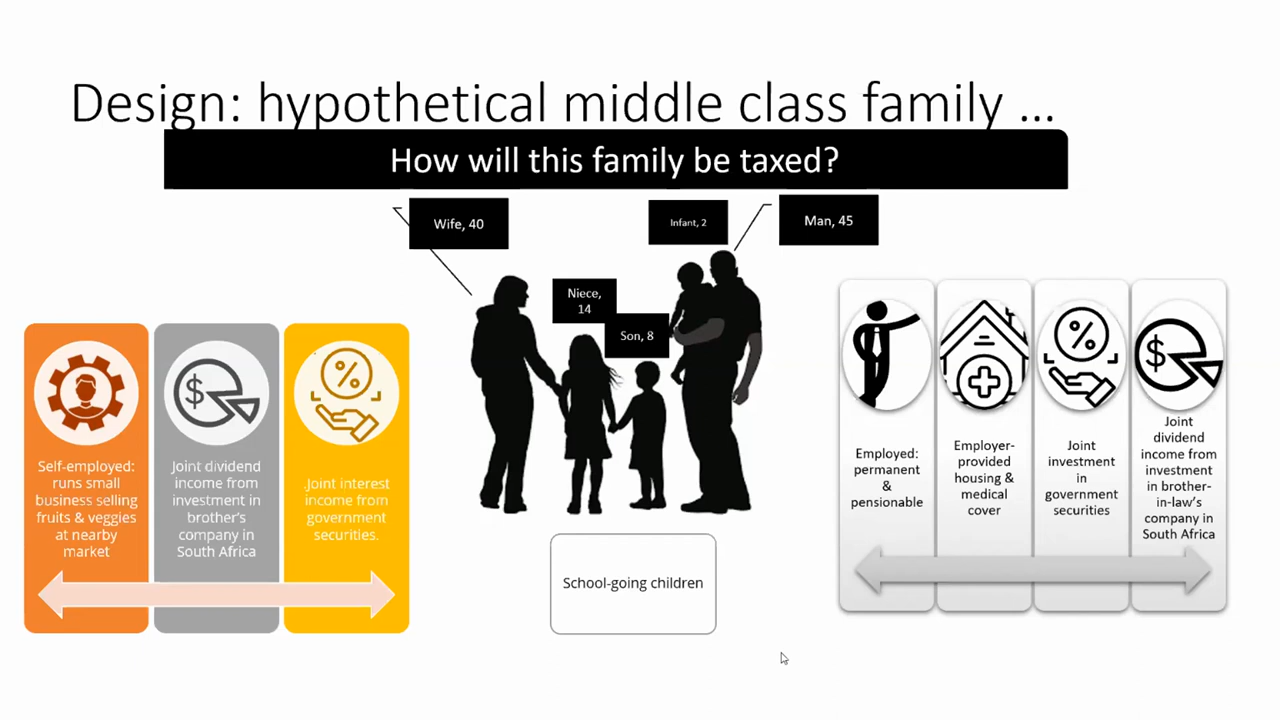 Design: hypothetical middle class family ...
How will this family be taxed?
Wife, 40
Infant, 2
Man, 45
Niece,
14
Son, 8
Self-employed:
runs small
business selling
fruits & veggies
at nearby
market
Joint dividend
income from
investment in
brother's
company in
South Africa
.Joint interest
income from
government
securities.
School-going children
Employed:
permanent
&
pensionable
Employer-
provided
housing &
medical
cover
Joint
investment
in
government
securities
Joint
dividend
income from
investment
in brother-
in-law's
company in
South Africa